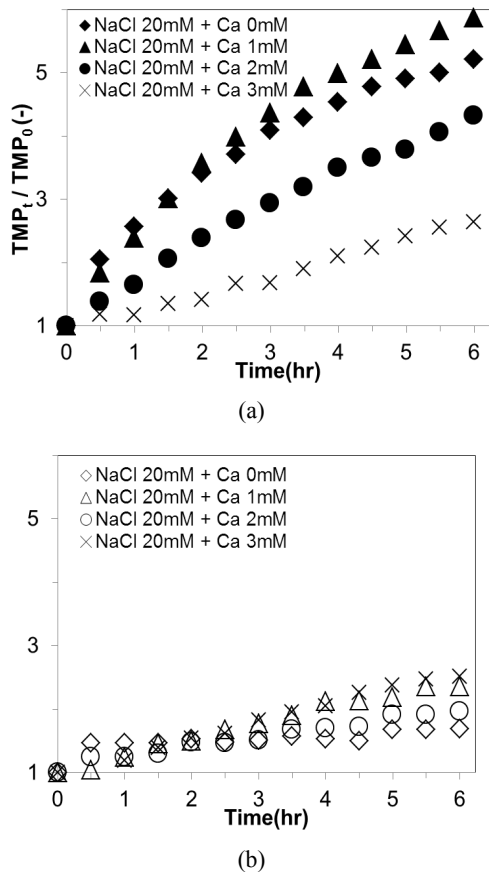 NaCl 20mM + Ca 0mM
NaCl 20mM + Ca 1mM
NaCl 20mM + Ca 2mM
NaCl 20mM + Ca 3mM
5
3
1
TMPt / TMP0 (-)
0 1 2 3 4 5 6
Time(hr)
(a)
NaCl 20mM + Ca 0mM
NaCl 20mM + Ca 1mM
NaCl 20mM + Ca 2mM
NaCl 20mM + Ca 3mM
5
3
1
0 1 2 3 4 5 6
Time(hr)
(b)